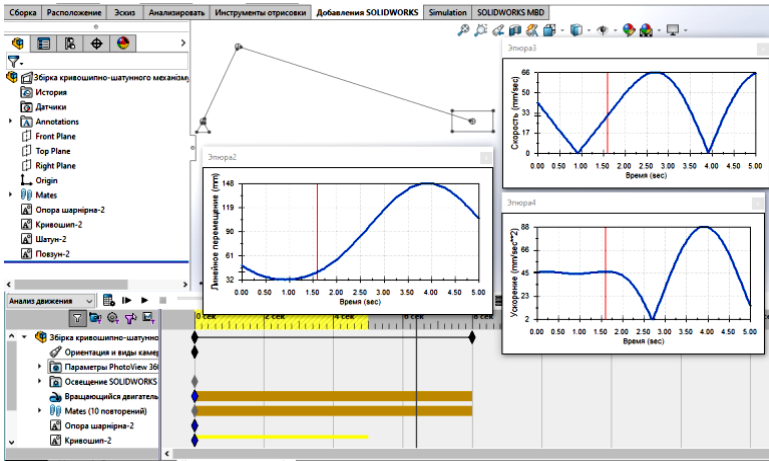 Сборка Расположение Эскиз Анализировать Инструменты отрисовки Добавления SOLIDWORKS Simulation SOLIDWORKS MBD
Збірка кривошипно-шатунного механізму
История
Датчики
Annotations
Front Plane
Top Plane
Right Plane
Origin
Mates
Опора шарнірна-2
Кривошип-2
Шатун-2
Повзун-2
Эпюра3
Скорость (mm/sec)
66
50
33
17
0
0.00 0.50 1.00 1.50 2.00 2.50 3.00 3.50 4.00 4.50 5.00
Время (sec)
Эпюра2
Линейное перемещение (mm)
148
119
90
61
32
0.00 0.50 1.00 1.50 2.00 2.50 3.00 3.50 4.00 4.50 5.00
Время (sec)
Эпюра4
Ускорение (mm/sec**2)
88
66
45
23
2
0.00 0.50 1.00 1.50 2.00 2.50 3.00 3.50 4.00 4.50 5.00
Время (sec)
Анализ движения
0 сек 2 сек 4 сек 6 сек 8 сек
Збірка кривошипно-шатунно
Ориентация и виды камер
Параметры PhotoView 360
Освещение SOLIDWORKS
Вращающийся двигатель
Mates (10 повторений)
Опора шарнірна-2
Кривошип-2